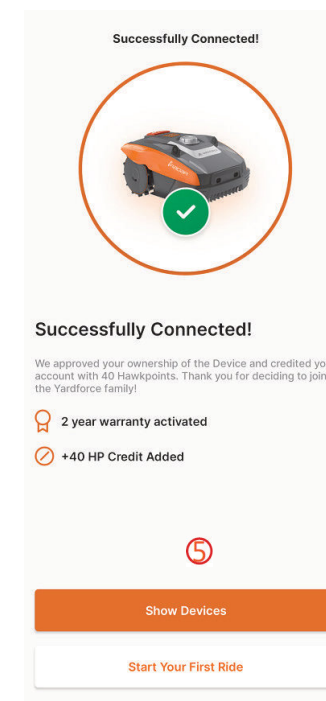 Successfully Connected!
Successfully Connected!
We approved your ownership of the Device and credited yo
account with 40 Hawkpoints. Thank you for deciding to join
the Yardforce family!
2 year warranty activated
+40 HP Credit Added
5
Show Devices
Start Your First Ride